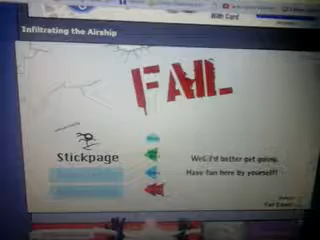 With Card
Infiltrating the Airship
FAIL
Stickpage
Well, I'd better get going.
Have fun here by yourself!